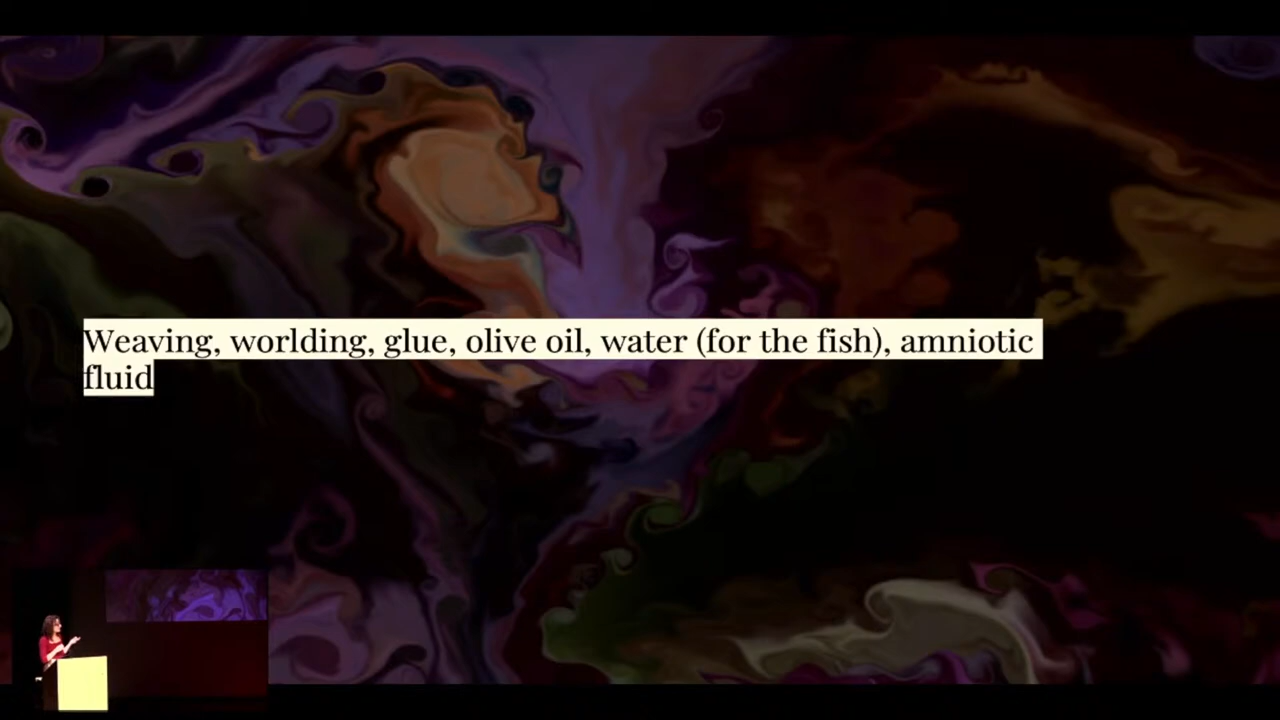 Weaving, worlding, glue, olive oil, water (for the fish), amniotic
fluid